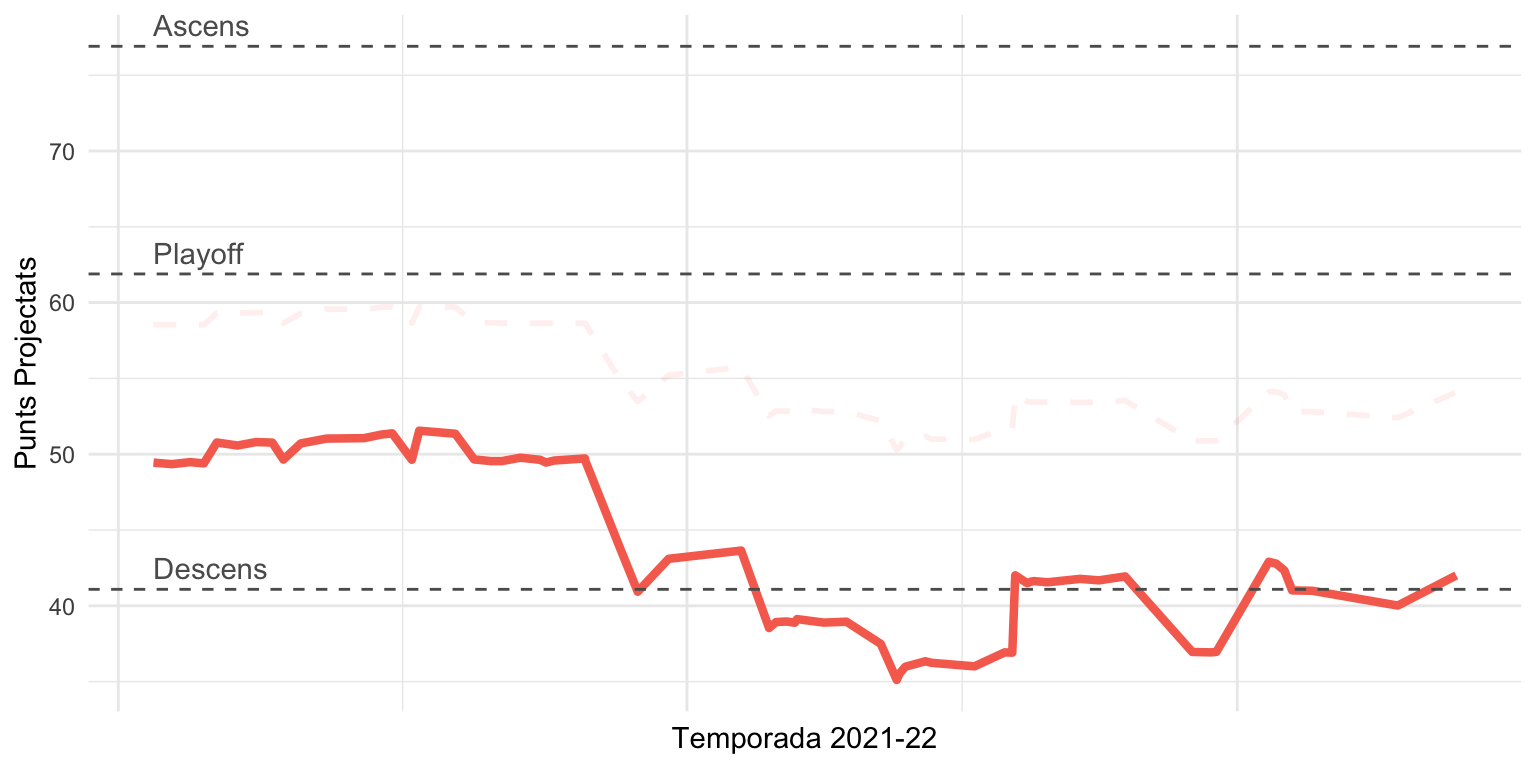 Ascens
70
Playoff
60
Punts Projectats
50
Descens
40
Temporada 2021-22